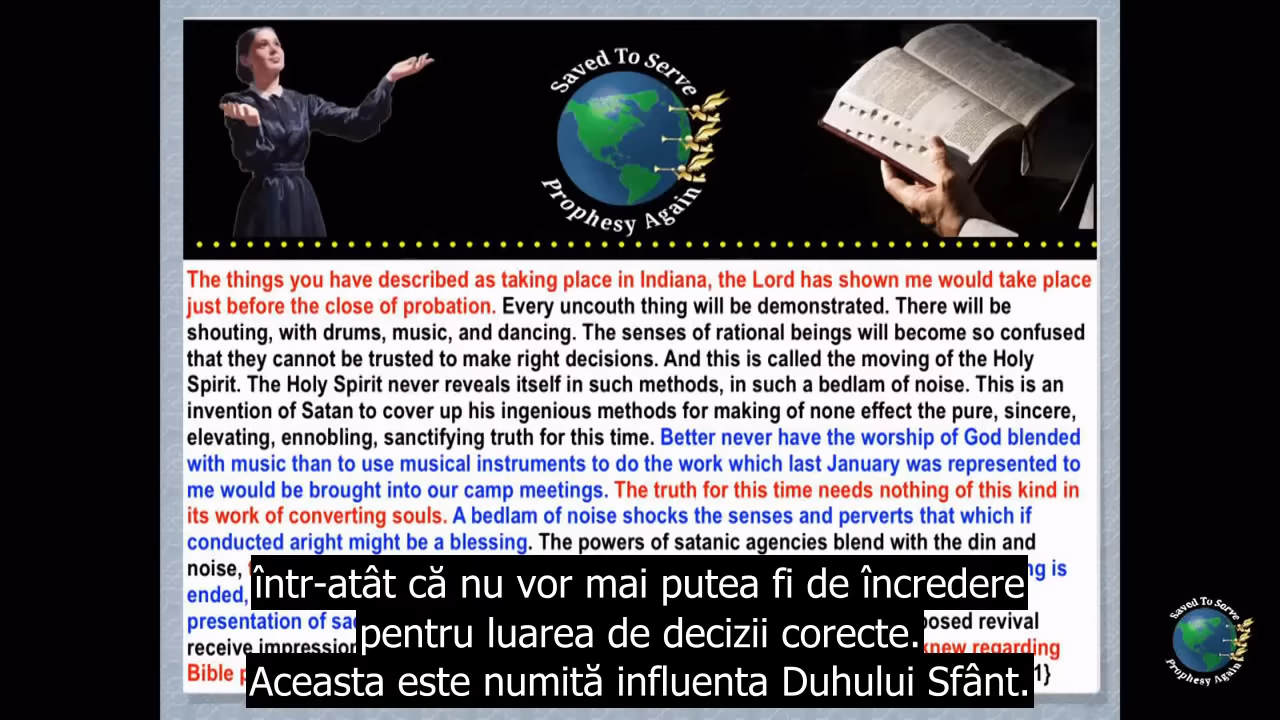 Saved To Serve
Prophesy Again
The things you have described as taking place in Indiana, the Lord has shown me would take place
just before the close of probation. Every uncouth thing will be demonstrated. There will be
shouting, with drums, music, and dancing. The senses of rational beings will become so confused
that they cannot be trusted to make right decisions. And this is called the moving of the Holy
Spirit. The Holy Spirit never reveals itself in such methods, in such a bedlam of noise. This is an
invention of Satan to cover up his ingenious methods for making of none effect the pure, sincere,
elevating, ennobling, sanctifying truth for this time. Better never have the worship of God blended
with music than to use musical instruments to do the work which last January was represented to
me would be brought into our camp meetings. The truth for this time needs nothing of this kind in
its work of converting souls. A bedlam of noise shocks the senses and perverts that which if
conducted aright might be a blessing. The powers of satanic agencies blend with the din and
noise, ng is
ended,
presentation of sa posed revival
receive impression knew regarding
Bible p 1}
într-atât că nu vor mai putea fi de încredere
pentru luarea de decizii corecte.
Aceasta este numită influenta Duhului Sfânt.
Saved To Serve
Prophesy Again